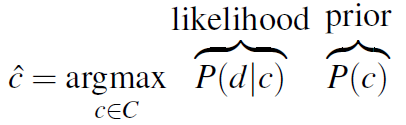 likelihood prior
ĉ = argmax P(d|c) P(c)
c∈C